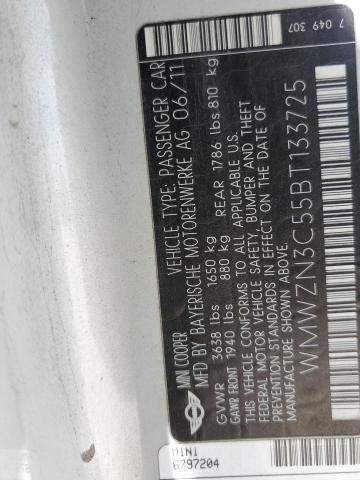 MINI COOPER
VEHICLE TYPE: PASSENGER CAR
MFD BY BAYERISCHE MOTORENWERKE AG 06/11
GVWR 3638 lbs 1650 kg REAR 1786 lbs 810 kg
GAWR FRONT 1940 lbs 880 kg
THIS VEHICLE CONFORMS TO ALL APPLICABLE U.S.
FEDERAL MOTOR VEHICLE SAFETY, BUMPER AND THEFT
PREVENTION STANDARDS IN EFFECT ON THE DATE OF
MANUFACTURE SHOWN ABOVE.
WMWZN3C55BT133725
7 049 307
MINI
6797204